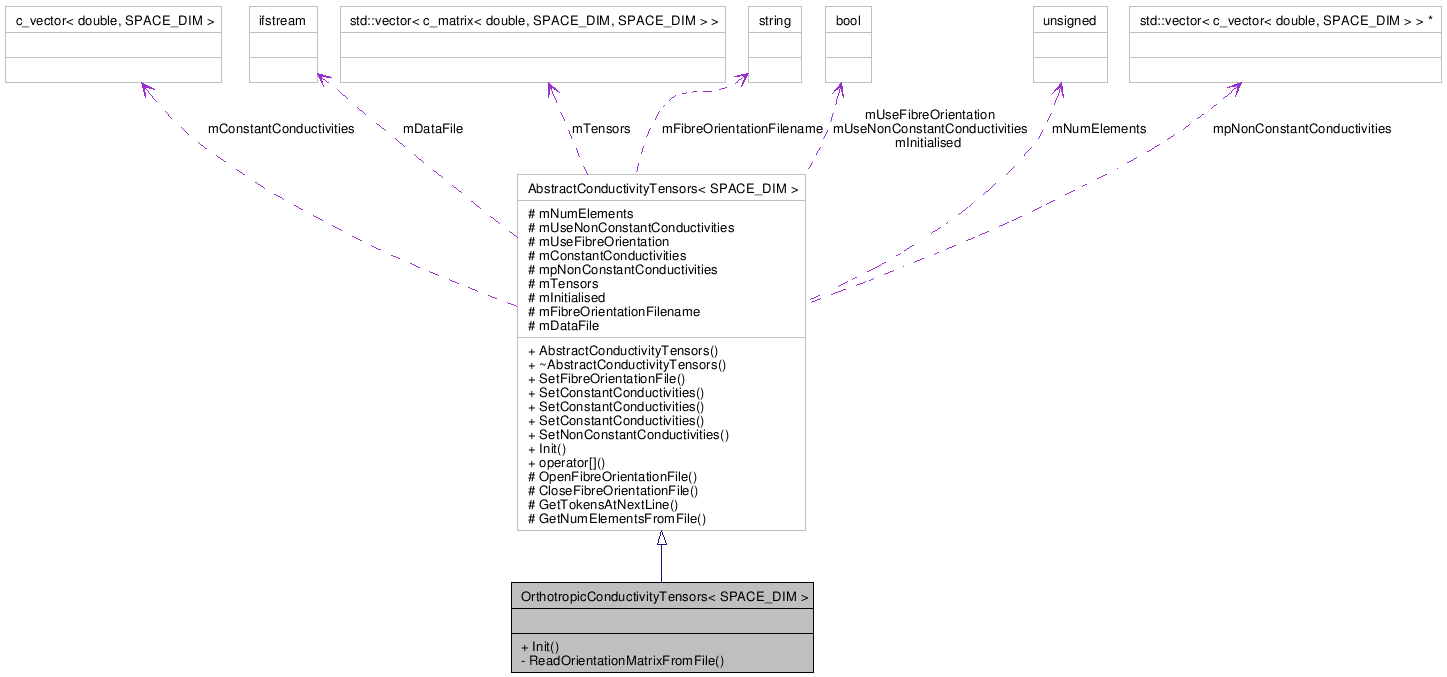 c_vector< double, SPACE_DIM >
ifstream
std::vector< c_matrix< double, SPACE_DIM, SPACE_DIM > >
string
bool
unsigned
std::vector< c_vector< double, SPACE_DIM > > *
mConstantConductivities
mDataFile
mTensors
mFibreOrientationFilename
mUseFibreOrientation
mUseNonConstantConductivities
mInitialised
mNumElements
mpNonConstantConductivities
AbstractConductivityTensors< SPACE_DIM >
# mNumElements
# mUseNonConstantConductivities
# mUseFibreOrientation
# mConstantConductivities
# mpNonConstantConductivities
# mTensors
# mInitialised
# mFibreOrientationFilename
# mDataFile
+ AbstractConductivityTensors()
+ ~AbstractConductivityTensors()
+ SetFibreOrientationFile()
+ SetConstantConductivities()
+ SetConstantConductivities()
+ SetConstantConductivities()
+ SetNonConstantConductivities()
+ Init()
+ operator[]()
# OpenFibreOrientationFile()
# CloseFibreOrientationFile()
# GetTokensAtNextLine()
# GetNumElementsFromFile()
OrthotropicConductivityTensors< SPACE_DIM >
+ Init()
- ReadOrientationMatrixFromFile()